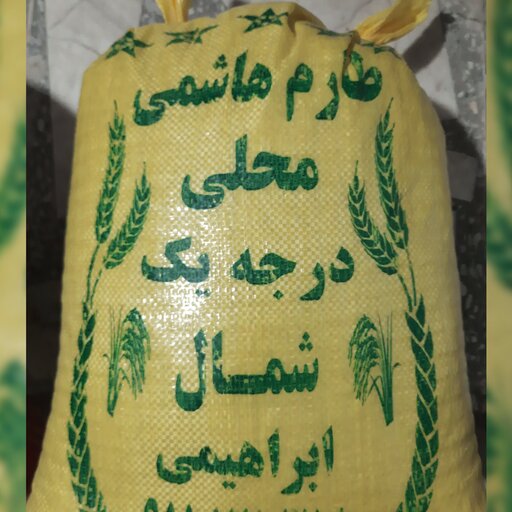 طارم هاشمی
محلی
درجه یک
شمال
ابراهیمی